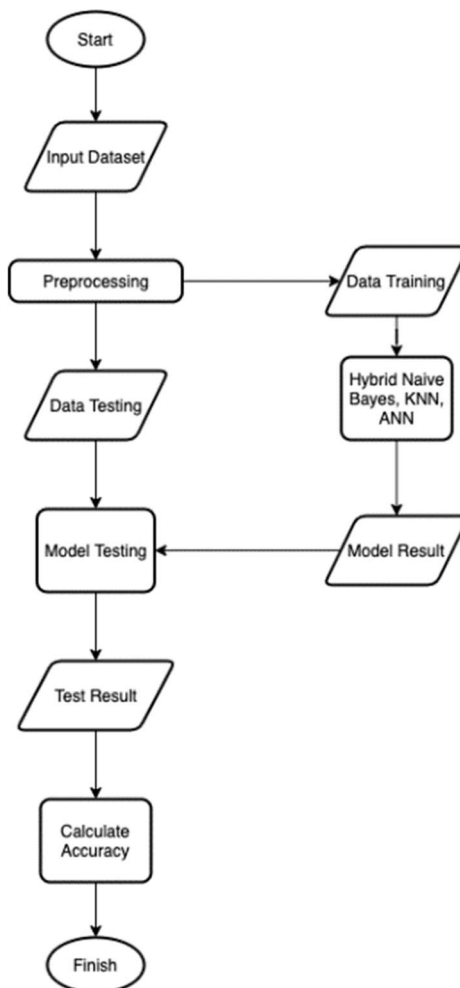 Start
Input Dataset
Preprocessing
Data Training
Data Testing
Hybrid Naive
Bayes, KNN,
ANN
Model Testing
Model Result
Test Result
Calculate
Accuracy
Finish